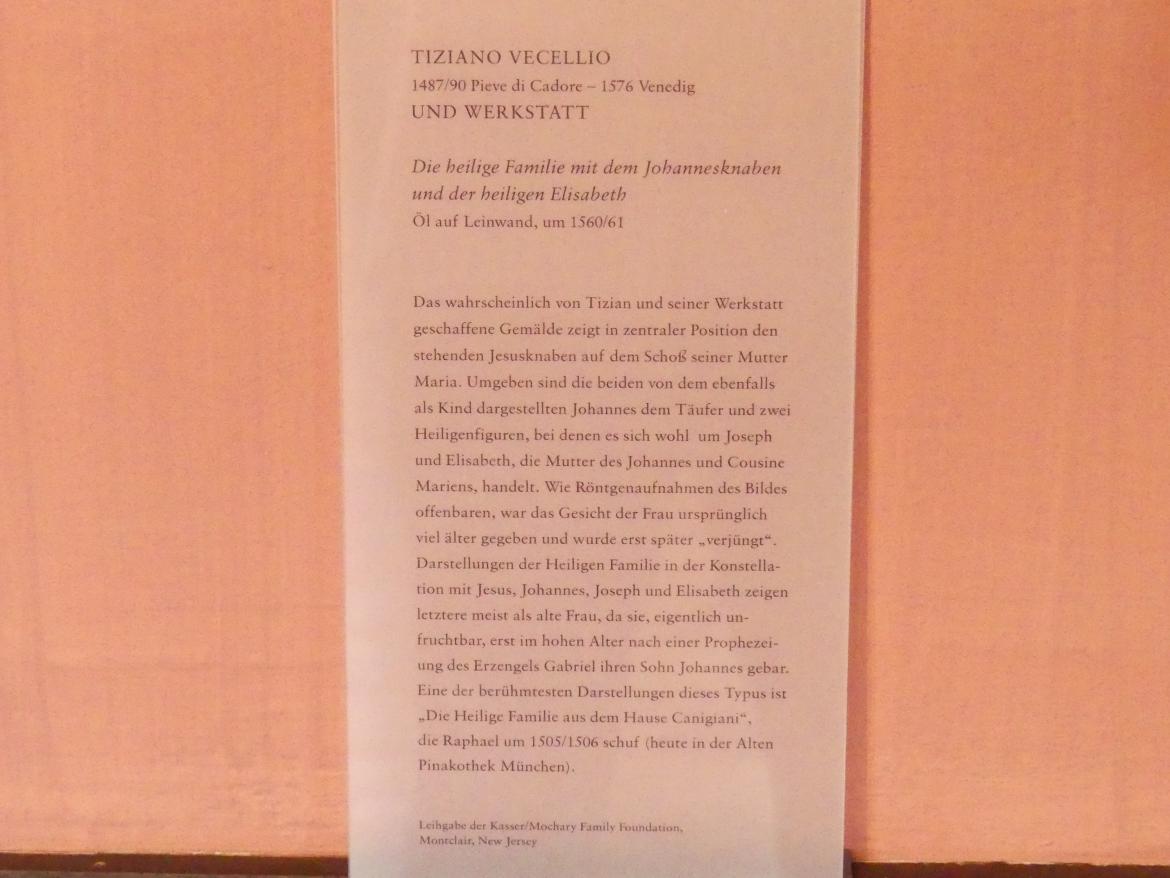 TIZIANO VECELLIO
1487/90 Pieve di Cadore – 1576 Venedig
UND WERKSTATT
Die heilige Familie mit dem Johannesknaben
und der heiligen Elisabeth
Öl auf Leinwand, um 1560/61
Das wahrscheinlich von Tizian und seiner Werkstatt
geschaffene Gemälde zeigt in zentraler Position den
stehenden Jesusknaben auf dem Schoß seiner Mutter
Maria. Umgeben sind die beiden von dem ebenfalls
als Kind dargestellten Johannes dem Täufer und zwei
Heiligenfiguren, bei denen es sich wohl um Joseph
und Elisabeth, die Mutter des Johannes und Cousine
Mariens, handelt. Wie Röntgenaufnahmen des Bildes
offenbaren, war das Gesicht der Frau ursprünglich
viel älter gegeben und wurde erst später „verjüngt“.
Darstellungen der Heiligen Familie in der Konstella-
tion mit Jesus, Johannes, Joseph und Elisabeth zeigen
letztere meist als alte Frau, da sie, eigentlich un-
fruchtbar, erst im hohen Alter nach einer Prophezei-
ung des Erzengels Gabriel ihren Sohn Johannes gebar.
Eine der berühmtesten Darstellungen dieses Typus ist
„Die Heilige Familie aus dem Hause Canigiani“,
die Raphael um 1505/1506 schuf (heute in der Alten
Pinakothek München).
Leihgabe der Kasser/Mochary Family Foundation,
Montclair, New Jersey